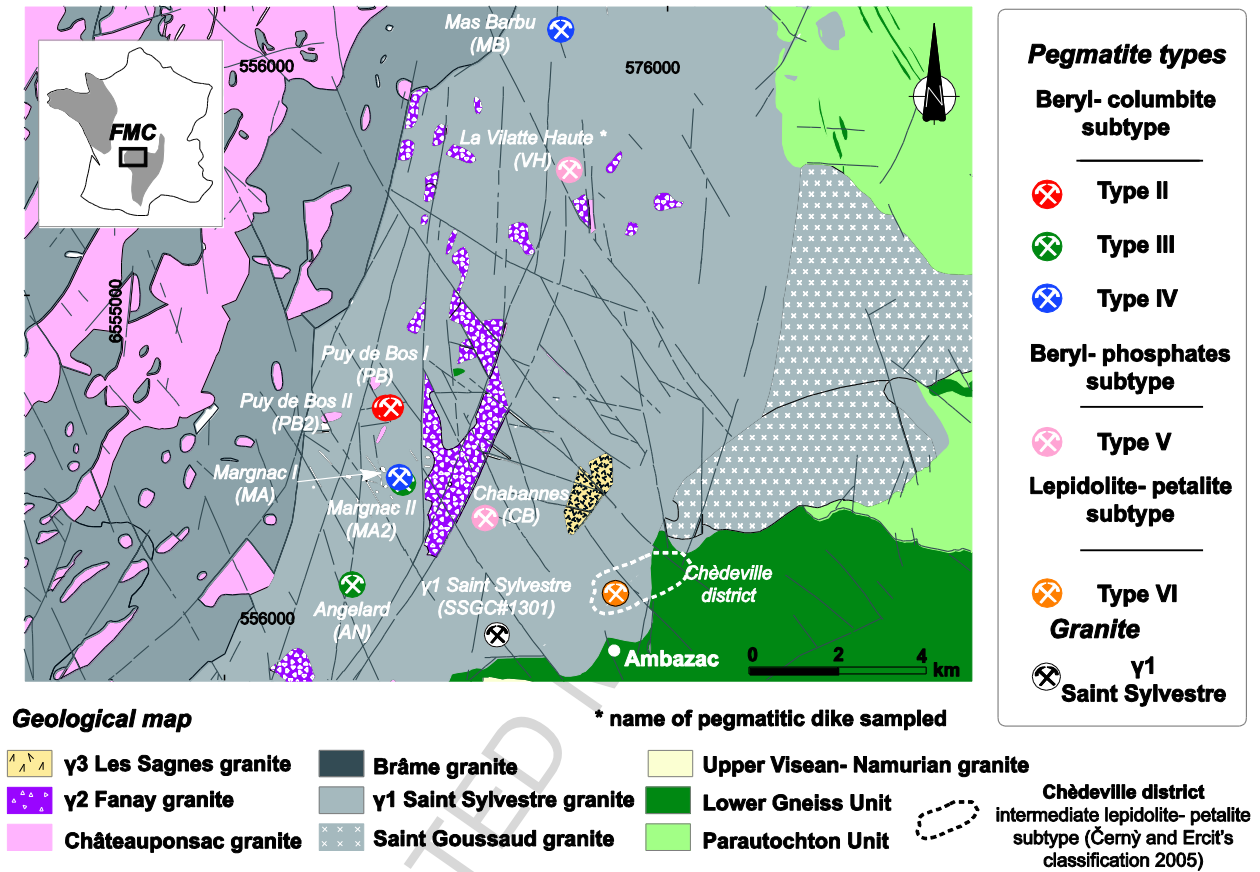 Mas Barbu
(MB)
556000
576000
FMC
La Vilatte Haute *
(VH)
6555000
Puy de Bos I
(PB)
Puy de Bos II
(PB2)
Margnac I
(MA)
Margnac II
(MA2)
Chabannes
(CB)
γ1 Saint Sylvestre
(SSGC#1301)
Chèdeville
district
Angelard
(AN)
556000
Ambazac
0 2 4
km
Pegmatite types
Beryl- columbite
subtype
Type II
Type III
Type IV
Beryl- phosphates
subtype
Type V
Lepidolite- petalite
subtype
Type VI
Granite
γ1
Saint Sylvestre
Geological map
* name of pegmatitic dike sampled
γ3 Les Sagnes granite
γ2 Fanay granite
Châteauponsac granite
Brâme granite
γ1 Saint Sylvestre granite
Saint Goussaud granite
Upper Visean- Namurian granite
Lower Gneiss Unit
Parautochton Unit
Chèdeville district
intermediate lepidolite- petalite
subtype (Černỳ and Ercit's
classification 2005)
TED